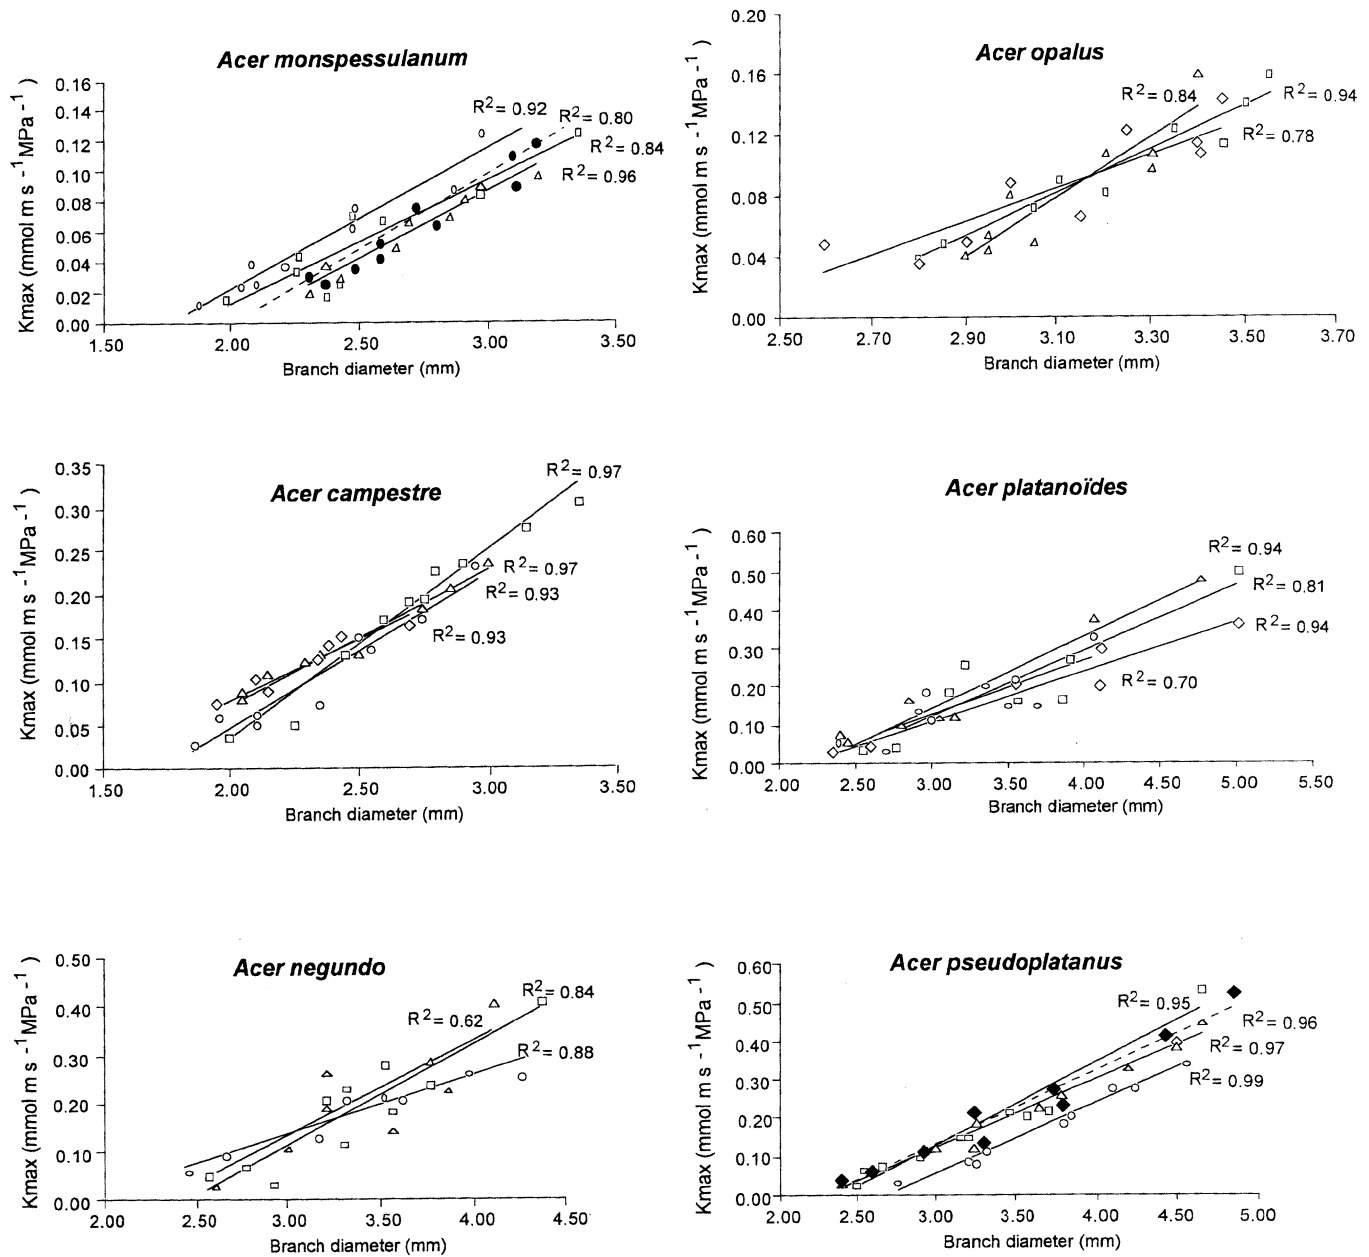 Acer monspessulanum
Kmax (mmol m s -1 MPa -1 )
0.16
0.14
0.12
0.10
0.08
0.06
0.04
0.02
0.00
R2= 0.92
R2= 0.80
R2= 0.84
R2= 0.96
1.50 2.00 2.50 3.00 3.50
Branch diameter (mm)
Acer opalus
Kmax (mmol m s -1 MPa -1 )
0.20
0.16
0.12
0.08
0.04
0.00
R2= 0.84
R2= 0.94
R2= 0.78
2.50 2.70 2.90 3.10 3.30 3.50 3.70
Branch diameter (mm)
Acer campestre
Kmax (mmol m s -1 MPa -1 )
0.35
0.30
0.25
0.20
0.15
0.10
0.05
0.00
R2= 0.97
R2= 0.97
R2= 0.93
R2= 0.93
1.50 2.00 2.50 3.00 3.50
Branch diameter (mm)
Acer platanoïdes
Kmax (mmol m s -1 MPa -1 )
0.60
0.50
0.40
0.30
0.20
0.10
0.00
R2= 0.94
R2= 0.81
R2= 0.94
R2= 0.70
2.00 2.50 3.00 3.50 4.00 4.50 5.00 5.50
Branch diameter (mm)
Acer negundo
Kmax (mmol m s -1 MPa -1 )
0.50
0.40
0.30
0.20
0.10
0.00
R2= 0.84
R2= 0.62
R2= 0.88
2.00 2.50 3.00 3.50 4.00 4.50
Branch diameter (mm)
Acer pseudoplatanus
Kmax (mmol m s -1 MPa -1 )
0.60
0.50
0.40
0.30
0.20
0.10
0.00
R2= 0.95
R2= 0.96
R2= 0.97
R2= 0.99
2.00 2.50 3.00 3.50 4.00 4.50 5.00
Branch diameter (mm)